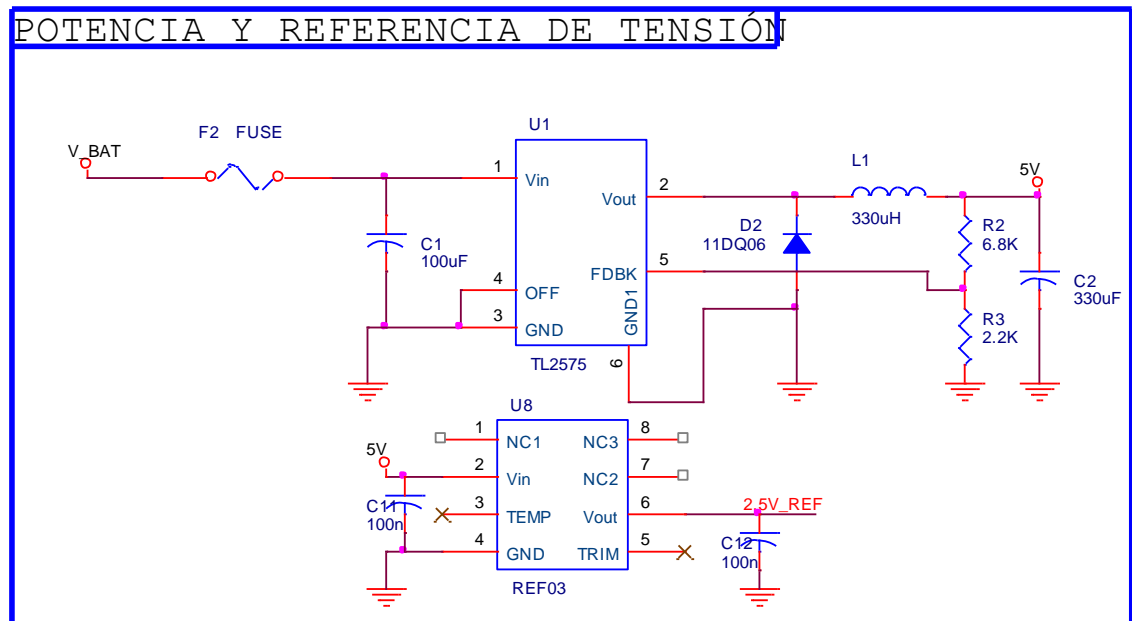 POTENCIA Y REFERENCIA DE TENSIÓN
V_BAT
F2 FUSE
U1
1
Vin
Vout
2
L1
330uH
5V
D2
11DQ06
R2
6.8K
C1
100uF
FDBK
5
4
OFF
3
GND
GND1
6
C2
330uF
R3
2.2K
TL2575
U8
1
NC1
NC3
8
5V
2
Vin
NC2
7
C11
100n
3
TEMP
Vout
6
2.5V_REF
4
GND
TRIM
5
C12
100n
REF03